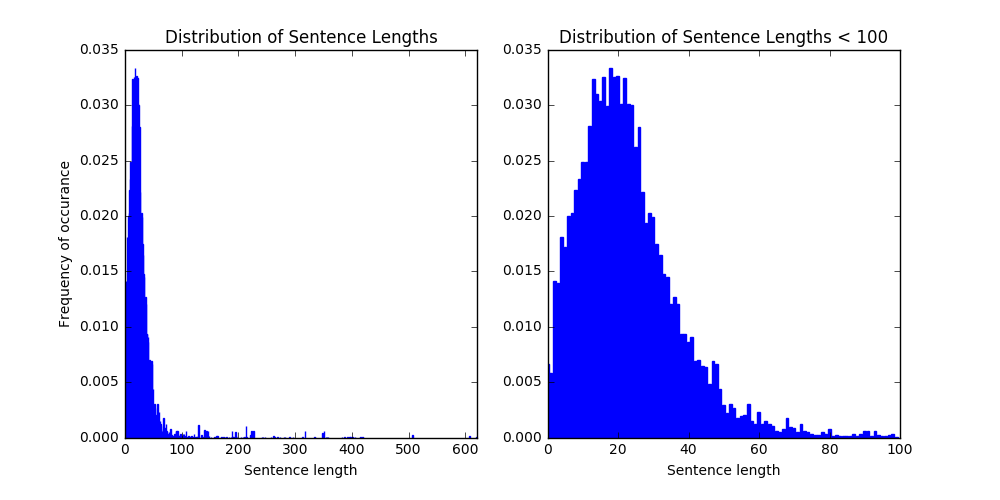 Distribution of Sentence Lengths
Distribution of Sentence Lengths < 100
0.035
0.030
0.025
0.020
0.015
0.010
0.005
0.000
Frequency of occurance
0 100 200 300 400 500 600
Sentence length
0.035
0.030
0.025
0.020
0.015
0.010
0.005
0.000
0 20 40 60 80 100
Sentence length